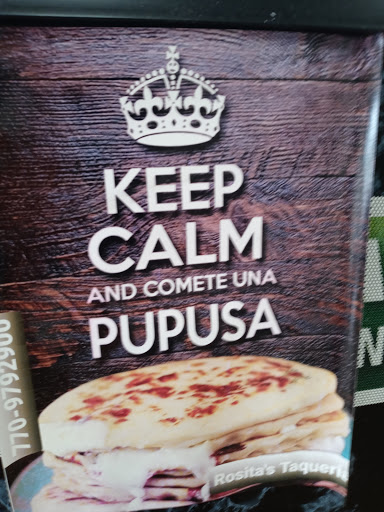 KEEP
CALM
AND COMETE UNA
PUPUSA
770-9792900
Rosita's Taqueri